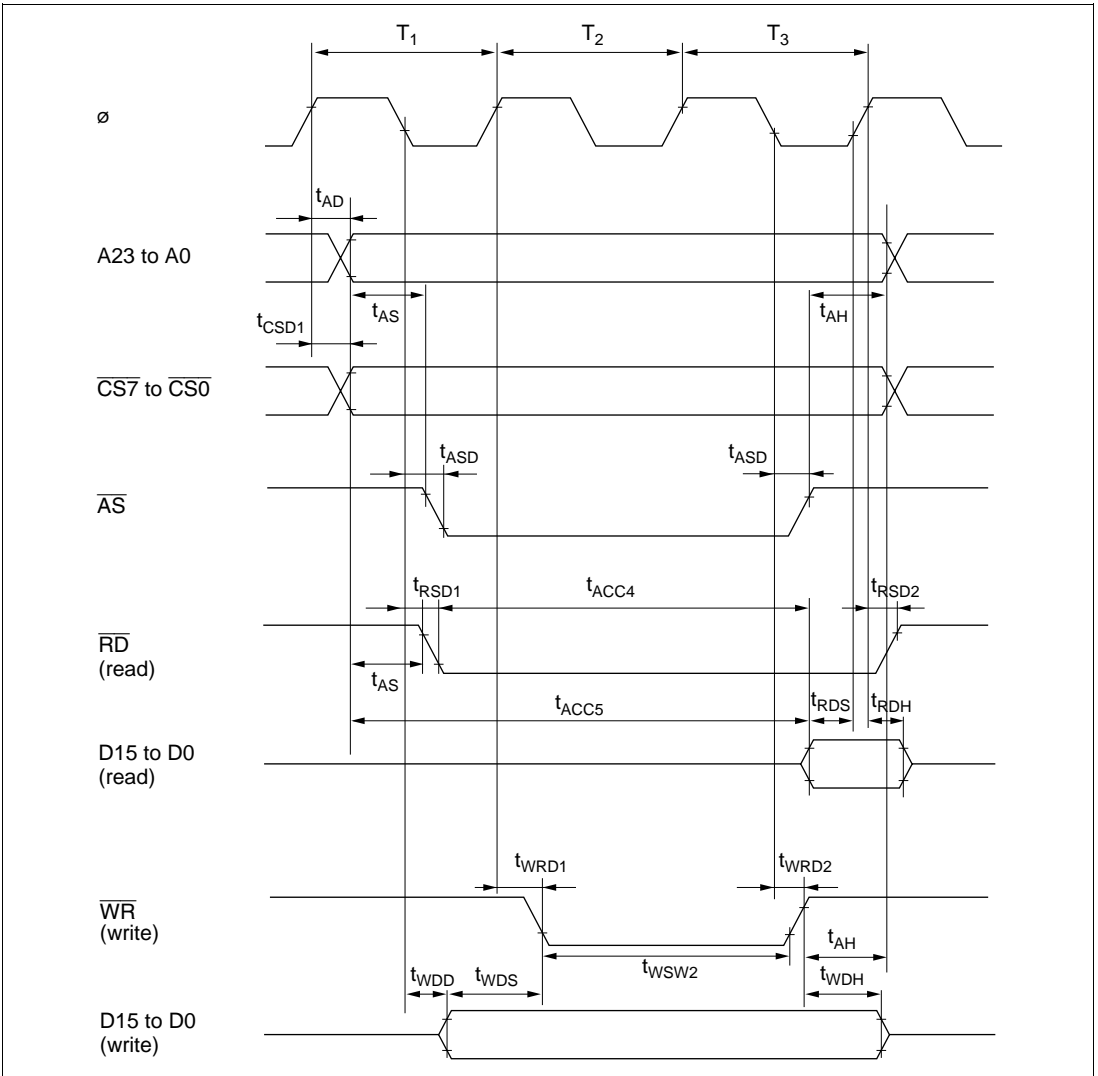 T1 T2 T3
ø
tAD
A23 to A0
tAS tAH
tCSD1
CS7 to CS0
tASD tASD
AS
tRSD1 tACC4 tRSD2
RD
(read)
tAS
tACC5 tRDS tRDH
D15 to D0
(read)
tWRD1 tWRD2
WR
(write)
tAH
tWSW2
tWDD tWDS tWDH
D15 to D0
(write)